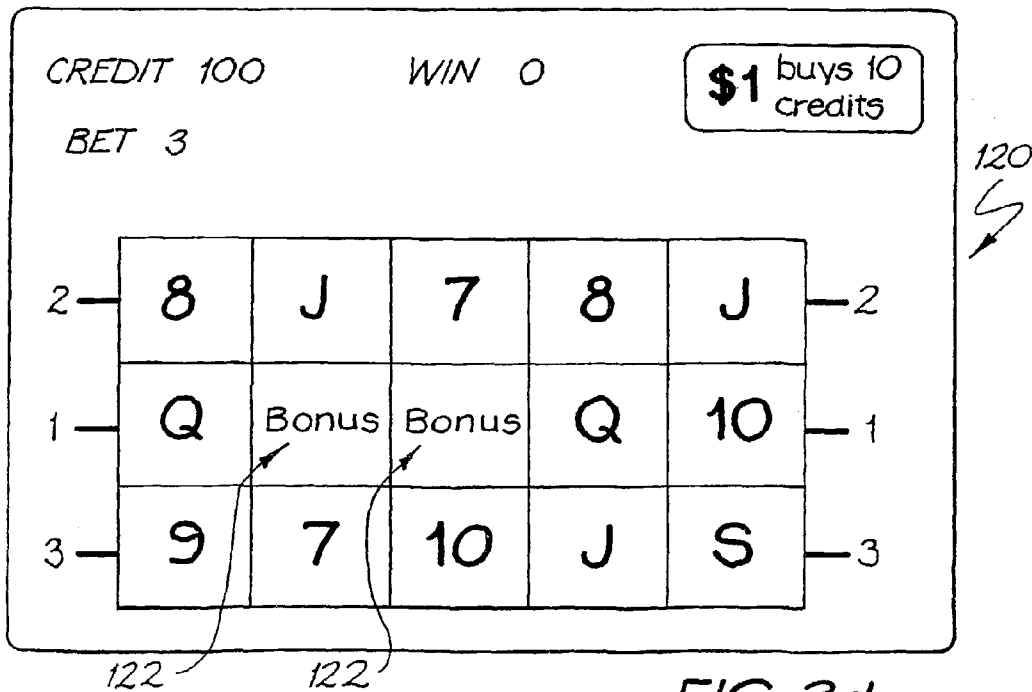 CREDIT 100 WIN 0 $1 buys 10
credits
BET 3
120
2 8 J 7 8 J 2
1 Q Bonus Bonus Q 10 1
3 9 7 10 J S 3
122 122